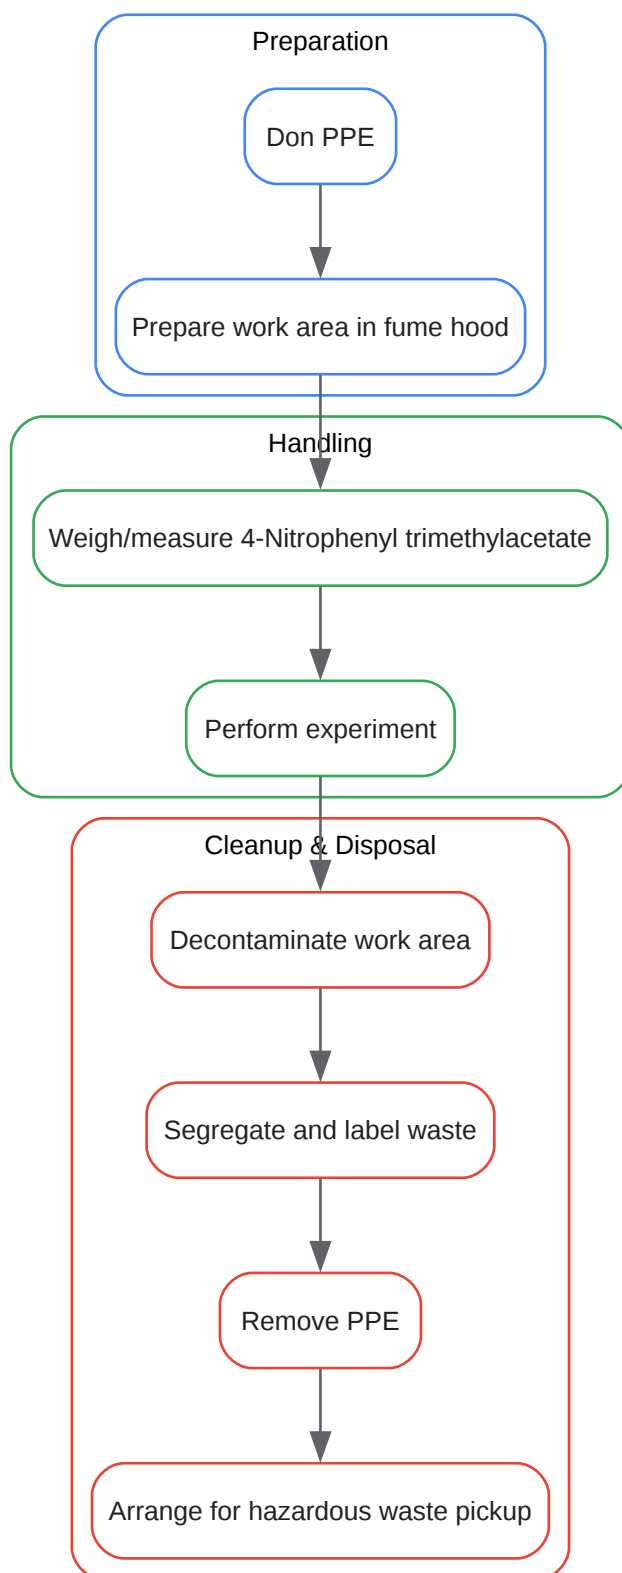 Preparation
Don PPE
Prepare work area in fume hood
Handling
Weigh/measure 4-Nitrophenyl trimethylacetate
Perform experiment
Cleanup & Disposal
Decontaminate work area
Segregate and label waste
Remove PPE
Arrange for hazardous waste pickup